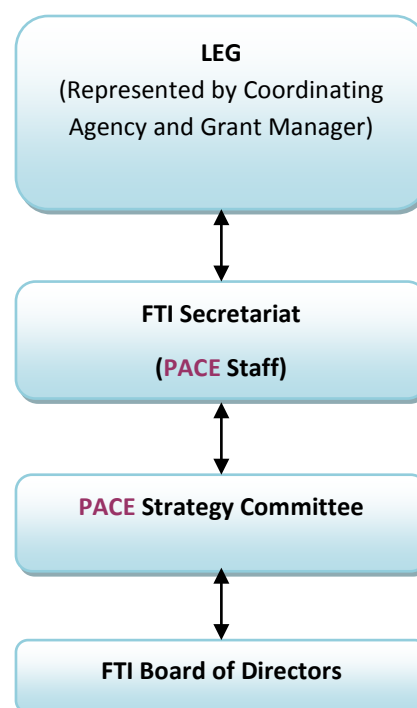 LEG
(Represented by Coordinating
Agency and Grant Manager)
FTI Secretariat
(PACE Staff)
PACE Strategy Committee
FTI Board of Directors